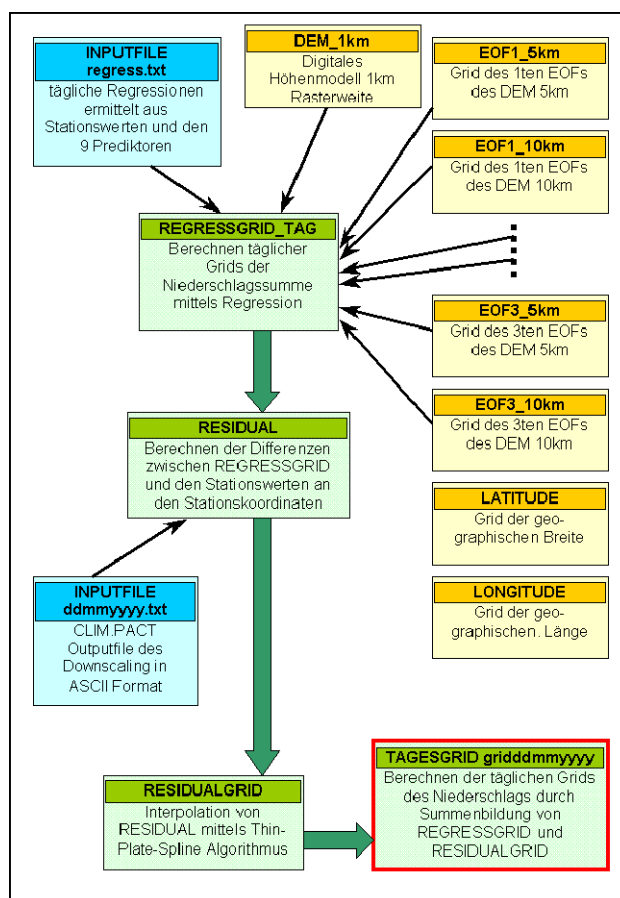 INPUTFILE
regress.txt
tägliche Regressionen
ermittelt aus
Stationswerten und den
9 Prediktoren
DEM_1km
Digitales
Höhenmodell 1km
Rasterweite
EOF1_5km
Grid des 1ten EOFs
des DEM 5km
EOF1_10km
Grid des 1ten EOFs
des DEM 10km
REGRESSGRID_TAG
Berechnen täglicher
Grids der
Niederschlagssumme
mittels Regression
EOF3_5km
Grid des 3ten EOFs
des DEM 5km
EOF3_10km
Grid des 3ten EOFs
des DEM 10km
RESIDUAL
Berechnen der Differenzen
zwischen REGRESSGRID
und den Stationswerten an
den Stationskoordinaten
LATITUDE
Grid der geo-
graphischen Breite
LONGITUDE
Grid der geo-
graphischen. Länge
INPUTFILE
ddmmyyyy.txt
CLIM.PACT
Outputfile des
Downscaling in
ASCII Format
RESIDUALGRID
Interpolation von
RESIDUAL mittels Thin-
Plate-Spline Algorithmus
TAGESGRID gridddmmyyyy
Berechnen der täglichen Grids
des Niederschlags durch
Summenbildung von
REGRESSGRID und
RESIDUALGRID